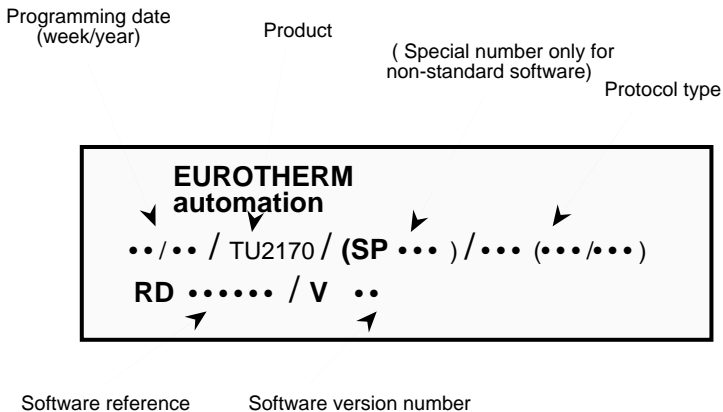 Programming date
(week/year)
Product
( Special number only for
non-standard software)
Protocol type
EUROTHERM
automation
••/•• / TU2170 / (SP ••• ) / ••• (•••/•••)
RD •••••• / V ••
Software reference
Software version number